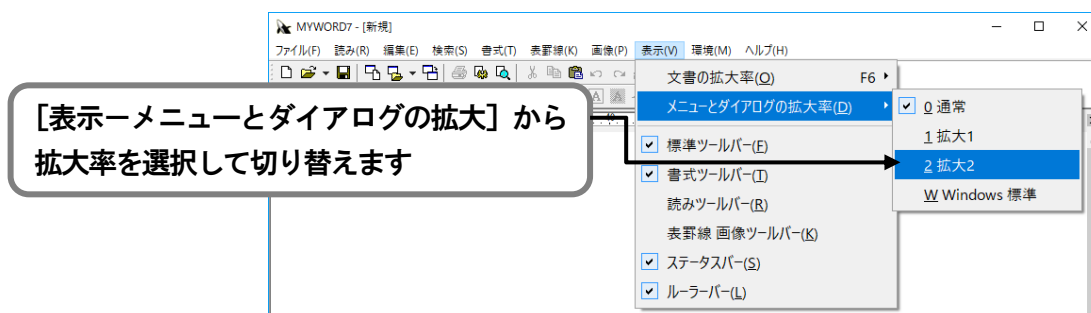 MYWORD7 - [新規]
ファイル(F) 読み(R) 編集(E) 検索(S) 書式(T) 表罫線(K) 画像(P) 表示(V) 環境(M) ヘルプ(H)
文書の拡大率(O) F6
メニューとダイアログの拡大率(D)
0 通常
1 拡大1
2 拡大2
W Windows 標準
標準ツールバー(E)
書式ツールバー(T)
読みツールバー(R)
表罫線 画像ツールバー(K)
ステータスバー(S)
ルーラーバー(L)
［表示－メニューとダイアログの拡大］から
拡大率を選択して切り替えます